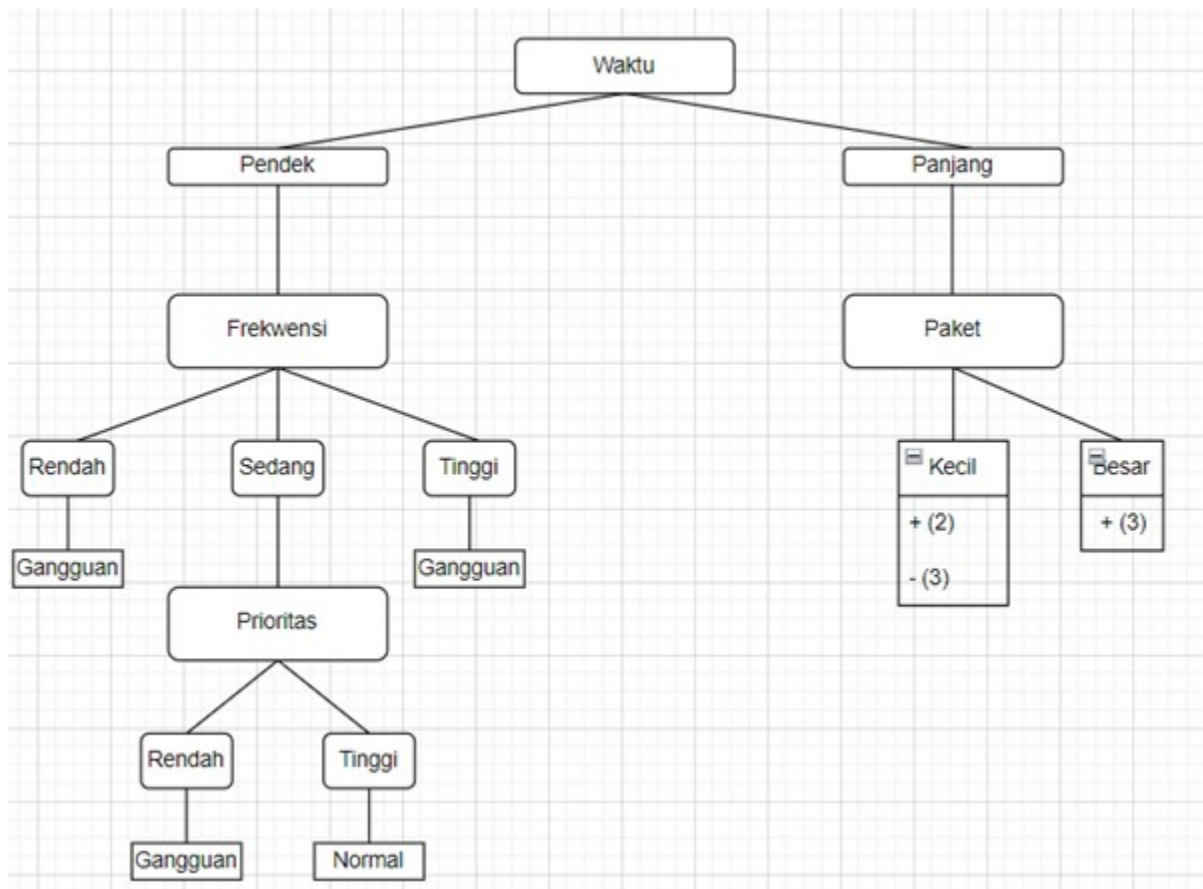 Waktu
Pendek
Panjang
Frekwensi
Paket
Rendah
Sedang
Tinggi
Kecil
Besar
+ (2)
+ (3)
- (3)
Gangguan
Gangguan
Prioritas
Rendah
Tinggi
Gangguan
Normal